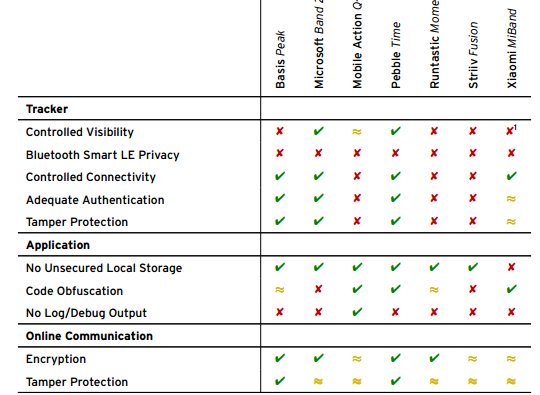 Basis Peak
Microsoft Band 2
Mobile Action Q-
Pebble Time
Runtastic Mome
Striiv Fusion
Xiaomi MiBand
Tracker
Controlled Visibility ✘ ✔ ≈ ✔ ✘ ✘ ✘1
Bluetooth Smart LE Privacy ✘ ✘ ✘ ✘ ✘ ✘ ✘
Controlled Connectivity ✔ ✔ ✘ ✔ ✘ ✘ ✔
Adequate Authentication ✔ ✔ ✘ ✔ ✘ ✘ ≈
Tamper Protection ✔ ✔ ✘ ✔ ✘ ✘ ≈
Application
No Unsecured Local Storage ✔ ✔ ✔ ✔ ✔ ✔ ✘
Code Obfuscation ≈ ✘ ✔ ✔ ≈ ✘ ✔
No Log/Debug Output ✘ ✘ ✔ ✘ ✘ ✘ ✘
Online Communication
Encryption ✔ ✔ ≈ ✔ ✔ ≈ ≈
Tamper Protection ✔ ≈ ≈ ✔ ≈ ≈ ≈